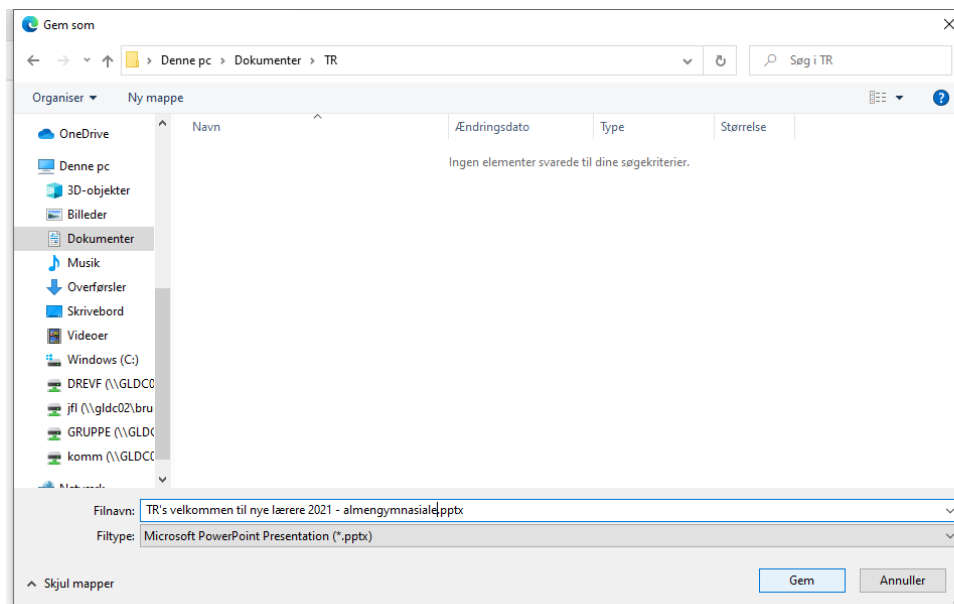 Gem som
Denne pc > Dokumenter > TR
Søg i TR
Organiser
Ny mappe
?
Navn Ændringsdato Type Størrelse
Ingen elementer svarede til dine søgekriterier.
OneDrive
Denne pc
3D-objekter
Billeder
Dokumenter
Musik
Overførsler
Skrivebord
Videoer
Windows (C:)
DREVF (\\GLDC0
jfl (\\gldc02\bru
GRUPPE (\\GLDC
komm (\\GLDC0
Filnavn: TR's velkommen til nye lærere 2021 - almengymnasiale.pptx
Filtype: Microsoft PowerPoint Presentation (*.pptx)
Skjul mapper
Gem
Annuller